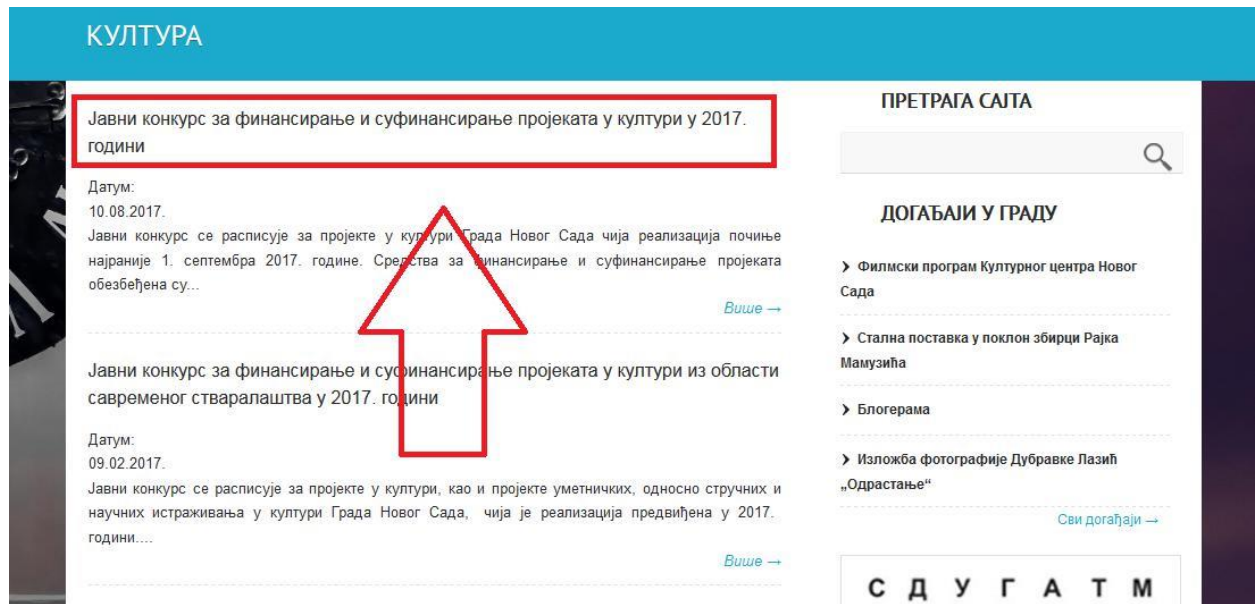 КУЛТУРА
Јавни конкурс за финансирање и суфинансирање пројеката у култури у 2017.
години
Датум:
10.08.2017.
Јавни конкурс се расписује за пројекте у култури Града Новог Сада чија реализација почиње
најраније 1. септембра 2017. године. Средства за финансирање и суфинансирање пројеката
обезбеђена су...
Више →
Јавни конкурс за финансирање и суфинансирање пројеката у култури из области
савременог стваралаштва у 2017. години
Датум:
09.02.2017.
Јавни конкурс се расписује за пројекте у култури, као и пројекте уметничких, односно стручних и
научних истраживања у култури Града Новог Сада, чија је реализација предвиђена у 2017.
години....
Више →
ПРЕТРАГА САЈТА
ДОГАЂАЈИ У ГРАДУ
Филмски програм Културног центра Новог
Сада
Стална поставка у поклон збирци Рајка
Мамузића
Блогерама
Изложба фотографије Дубравке Лазић
„Одрастање“
Сви догађаји →
С Д У Г А Т М